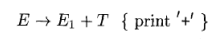 E → E₁ + T { print '+' }